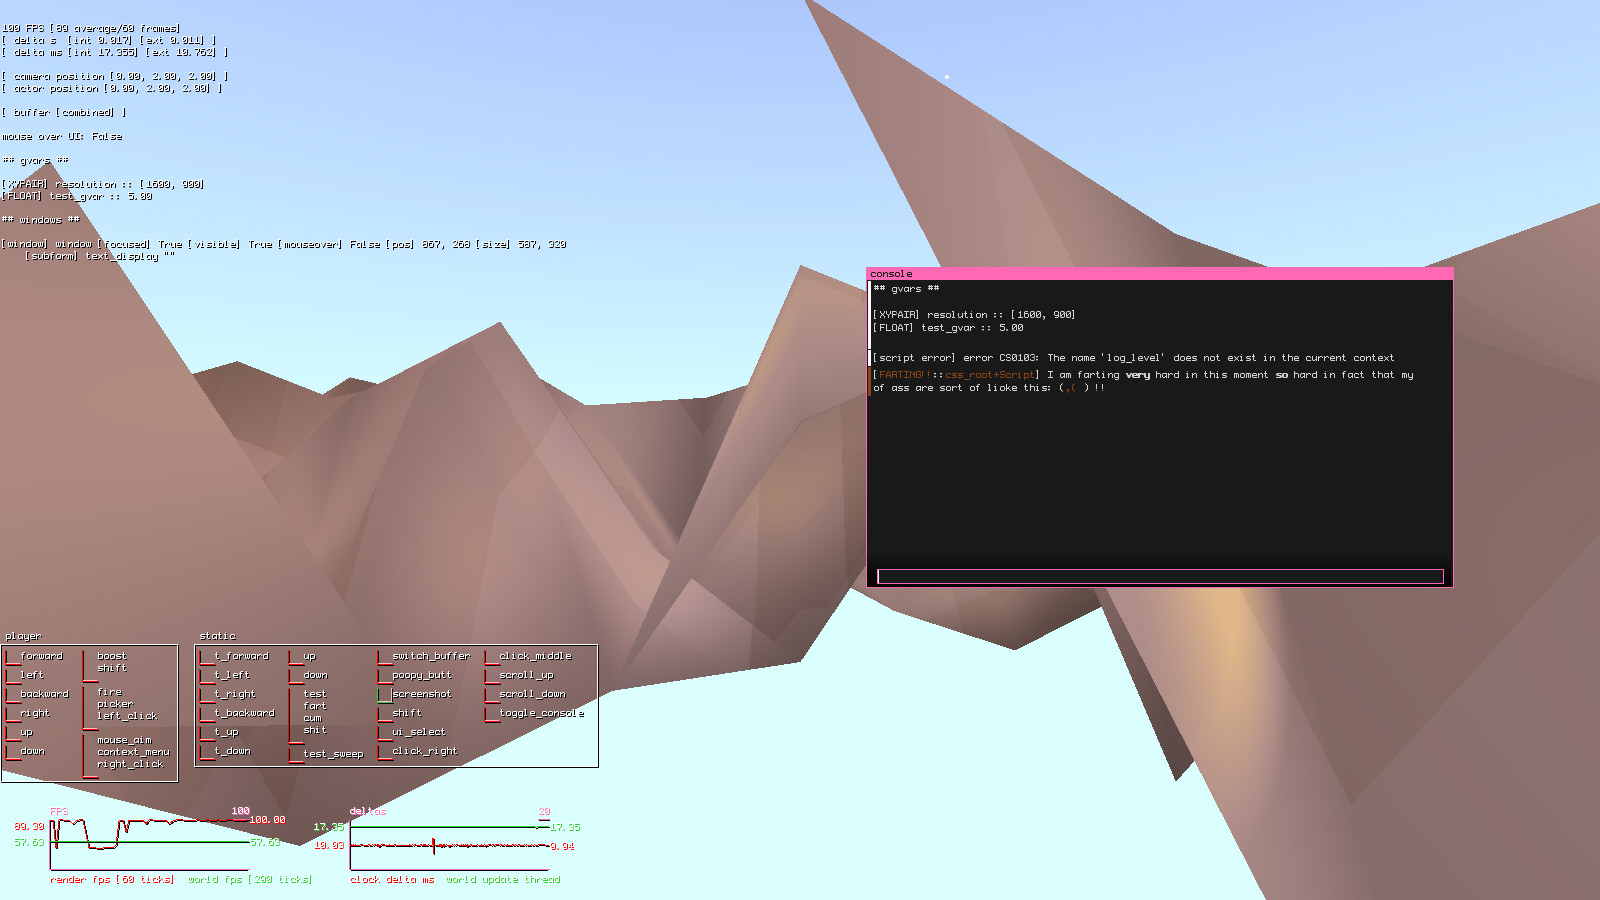 100 FPS [89 average/60 frames]
[ delta s  [int 0.017] [ext 0.011] ]
[ delta ms [int 17.355] [ext 10.762] ]
[ camera position [0.00, 2.00, 2.00] ]
[ actor position [0.00, 2.00, 2.00] ]
[ buffer [combined] ]
mouse over UI: False
## gvars ##
[XYPAIR] resolution :: [1600, 900]
[FLOAT] test_gvar :: 5.00
## windows ##
[window] window [focused] True [visible] True [mouseover] False [pos] 867, 268 [size] 587, 320
[subform] text_display ""
console
## gvars ##
[XYPAIR] resolution :: [1600, 900]
[FLOAT] test_gvar :: 5.00
[script error] error CS0103: The name 'log_level' does not exist in the current context
[FARTING!!::css_root+Script] I am farting very hard in this moment so hard in fact that my
of ass are sort of lioke this: (,( ) !!
player
forward
left
backward
right
up
down
boost
shift
fire
picker
left_click
mouse_aim
context_menu
right_click
static
t_forward
t_left
t_right
t_backward
t_up
t_down
up
down
test
fart
cum
shit
test_sweep
switch_buffer
poopy_butt
screenshot
shift
ui_select
click_right
click_middle
scroll_up
scroll_down
toggle_console
FPS 100
100.00
89.39
57.63 57.63
render fps [60 ticks] world fps [290 ticks]
deltas 20
17.35 17.35
10.03 9.94
clock delta ms world update thread